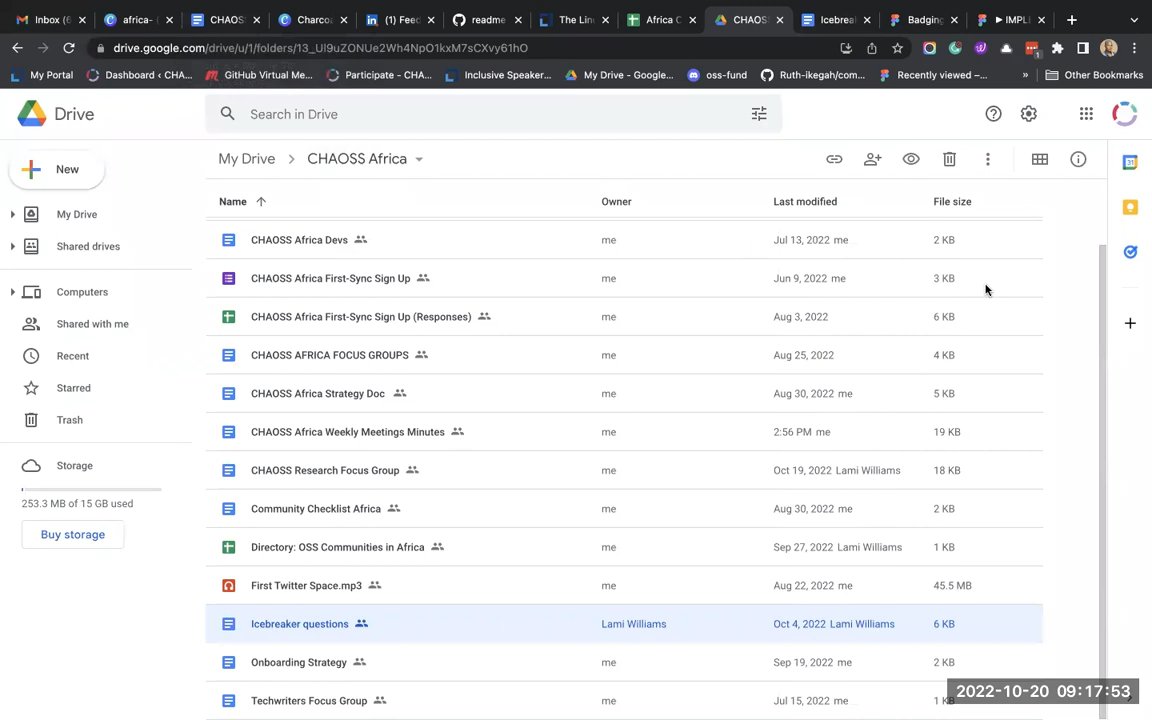 Inbox (6
africa-
CHAOS
Charco
(1) Feed
readme
The Lin
Africa C
CHAOS
Icebreak
Badging
IMPL
drive.google.com/drive/u/1/folders/13_UI9uZONUe2Wh4NpO1kxM7sCXvy61hO
1
My Portal
Dashboard ‹ CHA...
GitHub Virtual Me...
Participate - CHA...
Inclusive Speaker...
My Drive - Google...
oss-fund
Ruth-ikegah/com...
Recently viewed –...
»
Other Bookmarks
Drive
Search in Drive
New
My Drive
Shared drives
Computers
Shared with me
Recent
Starred
Trash
Storage
253.3 MB of 15 GB used
Buy storage
My Drive > CHAOSS Africa
Name Owner Last modified File size
CHAOSS Africa Devs me Jul 13, 2022 me 2 KB
CHAOSS Africa First-Sync Sign Up me Jun 9, 2022 me 3 KB
CHAOSS Africa First-Sync Sign Up (Responses) me Aug 3, 2022 6 KB
CHAOSS AFRICA FOCUS GROUPS me Aug 25, 2022 4 KB
CHAOSS Africa Strategy Doc me Aug 30, 2022 me 5 KB
CHAOSS Africa Weekly Meetings Minutes me 2:56 PM me 19 KB
CHAOSS Research Focus Group me Oct 19, 2022 Lami Williams 18 KB
Community Checklist Africa me Aug 30, 2022 me 2 KB
Directory: OSS Communities in Africa me Sep 27, 2022 Lami Williams 1 KB
First Twitter Space.mp3 me Aug 22, 2022 me 45.5 MB
Icebreaker questions Lami Williams Oct 4, 2022 Lami Williams 6 KB
Onboarding Strategy me Sep 19, 2022 me 2 KB
Techwriters Focus Group me Jul 15, 2022 me 1 KB
31
2022-10-20 09:17:53